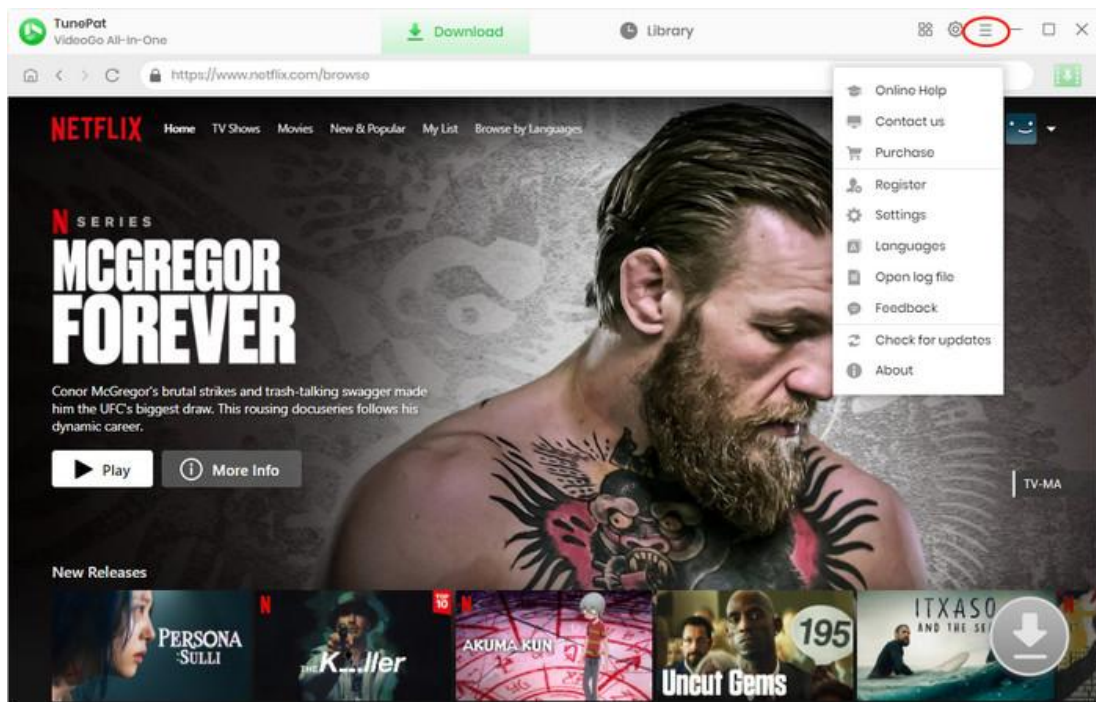 TunePat
VideoGo All-In-One
Download
Library
https://www.netflix.com/browse
Online Help
Contact us
Purchase
Register
Settings
Languages
Open log file
Feedback
Check for updates
About
NETFLIX Home TV Shows Movies New & Popular My List Browse by Languages
N SERIES
MCGREGOR
FOREVER
Conor McGregor's brutal strikes and trash-talking swagger made
him the UFC's biggest draw. This rousing docuseries follows his
dynamic career.
Play
More Info
TV-MA
New Releases
PERSONA
SULLI
N
THE K...ller
TOP
10
N
AKUMA KUN
195
Uncut Gems
ITXASO
AND THE
N